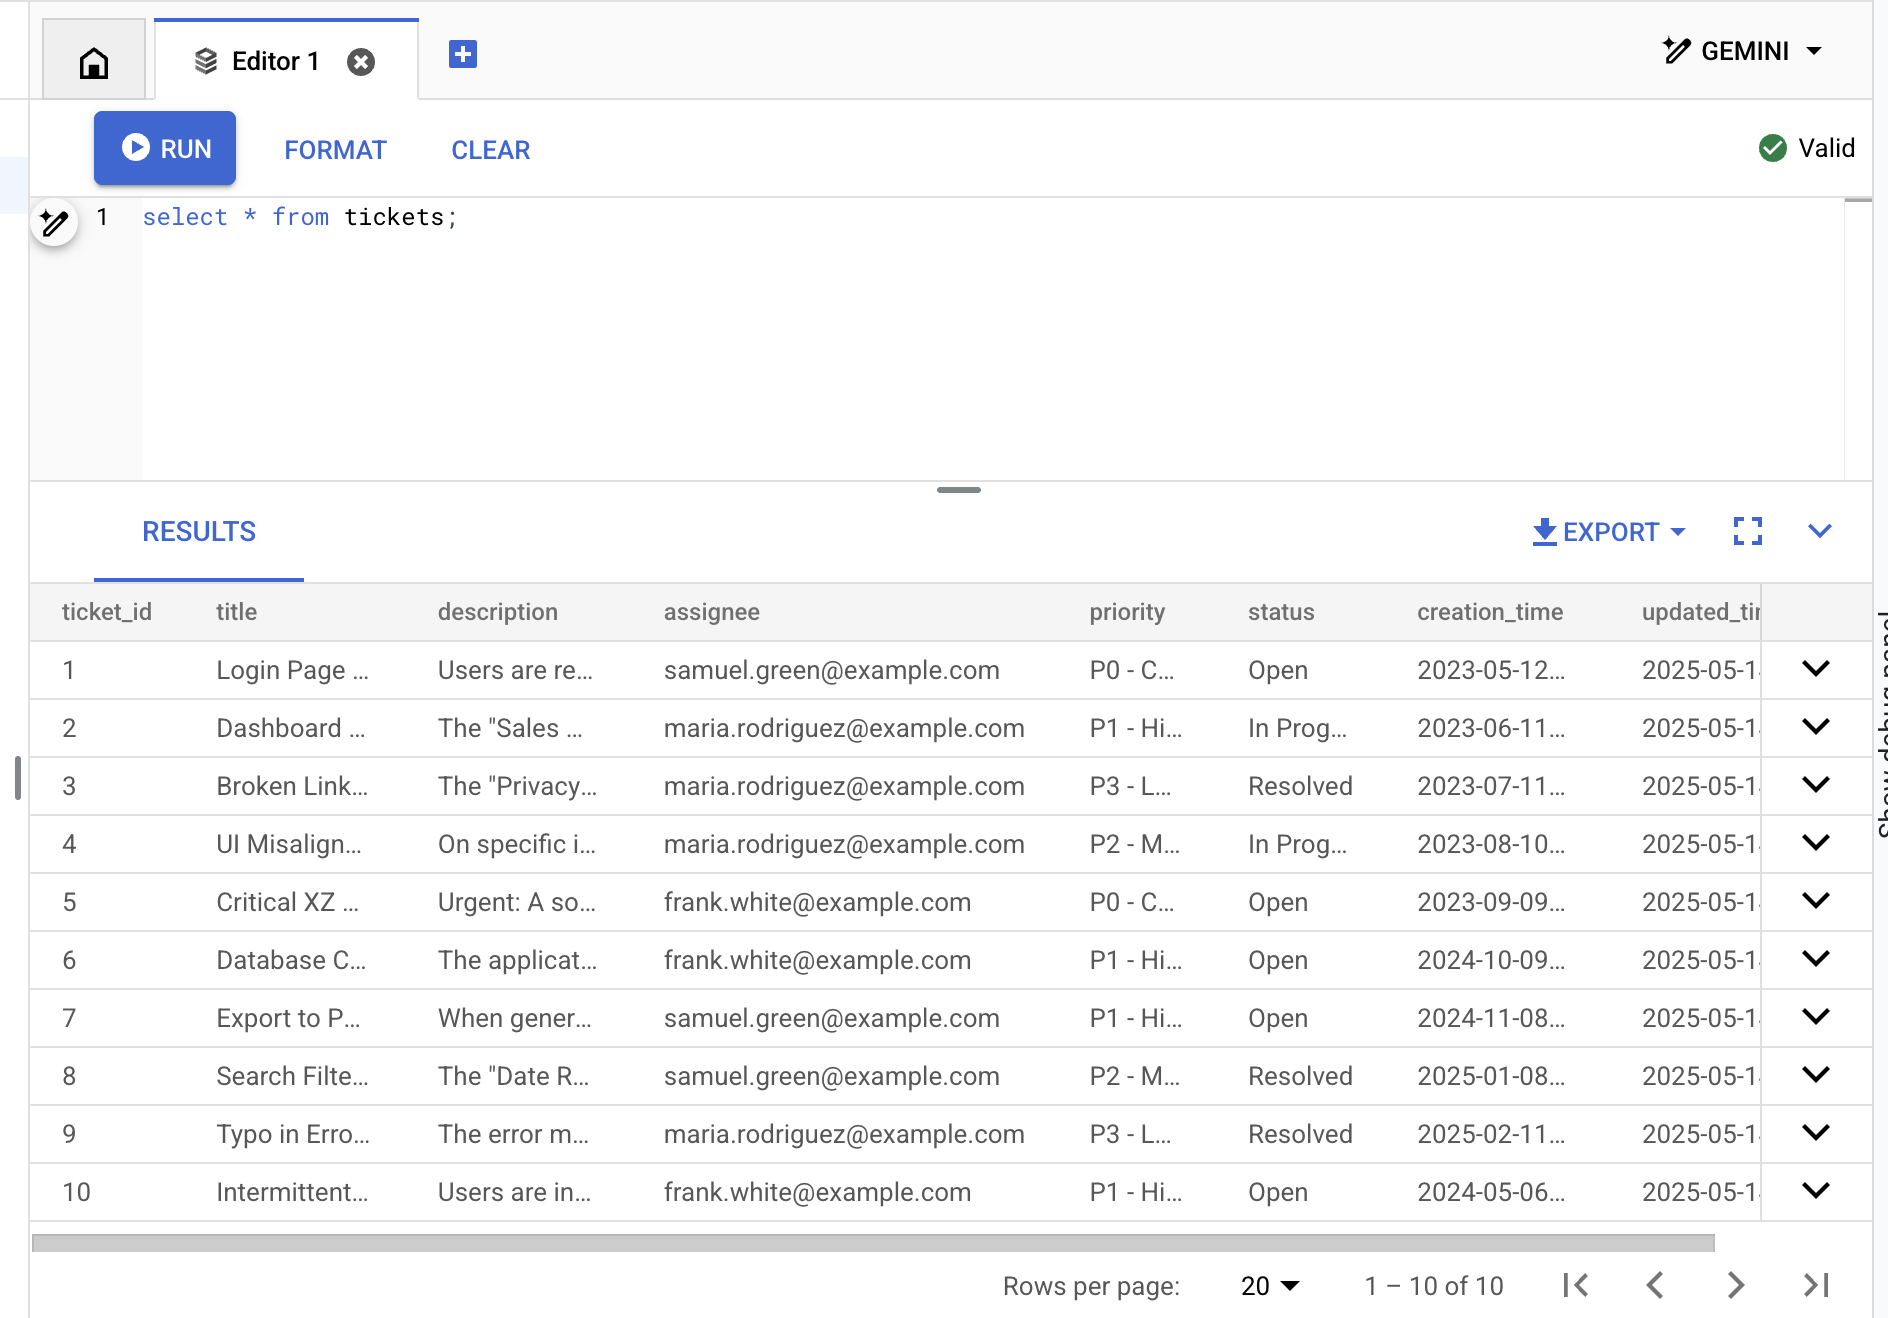 Editor 1
GEMINI
RUN FORMAT CLEAR Valid
1 select * from tickets;
RESULTS EXPORT
ticket_id title description assignee priority status creation_time updated_tir
1 Login Page ... Users are re... samuel.green@example.com P0 - C... Open 2023-05-12... 2025-05-1
2 Dashboard ... The "Sales ... maria.rodriguez@example.com P1 - Hi... In Prog... 2023-06-11... 2025-05-1
3 Broken Link... The "Privacy... maria.rodriguez@example.com P3 - L... Resolved 2023-07-11... 2025-05-1
4 UI Misalign... On specific i... maria.rodriguez@example.com P2 - M... In Prog... 2023-08-10... 2025-05-1
5 Critical XZ ... Urgent: A so... frank.white@example.com P0 - C... Open 2023-09-09... 2025-05-1
6 Database C... The applicat... frank.white@example.com P1 - Hi... Open 2024-10-09... 2025-05-1
7 Export to P... When gener... samuel.green@example.com P1 - Hi... Open 2024-11-08... 2025-05-1
8 Search Filte... The "Date R... samuel.green@example.com P2 - M... Resolved 2025-01-08... 2025-05-1
9 Typo in Erro... The error m... maria.rodriguez@example.com P3 - L... Resolved 2025-02-11... 2025-05-1
10 Intermittent... Users are in... frank.white@example.com P1 - Hi... Open 2024-05-06... 2025-05-1
Show debug panel
Rows per page: 20 1 – 10 of 10